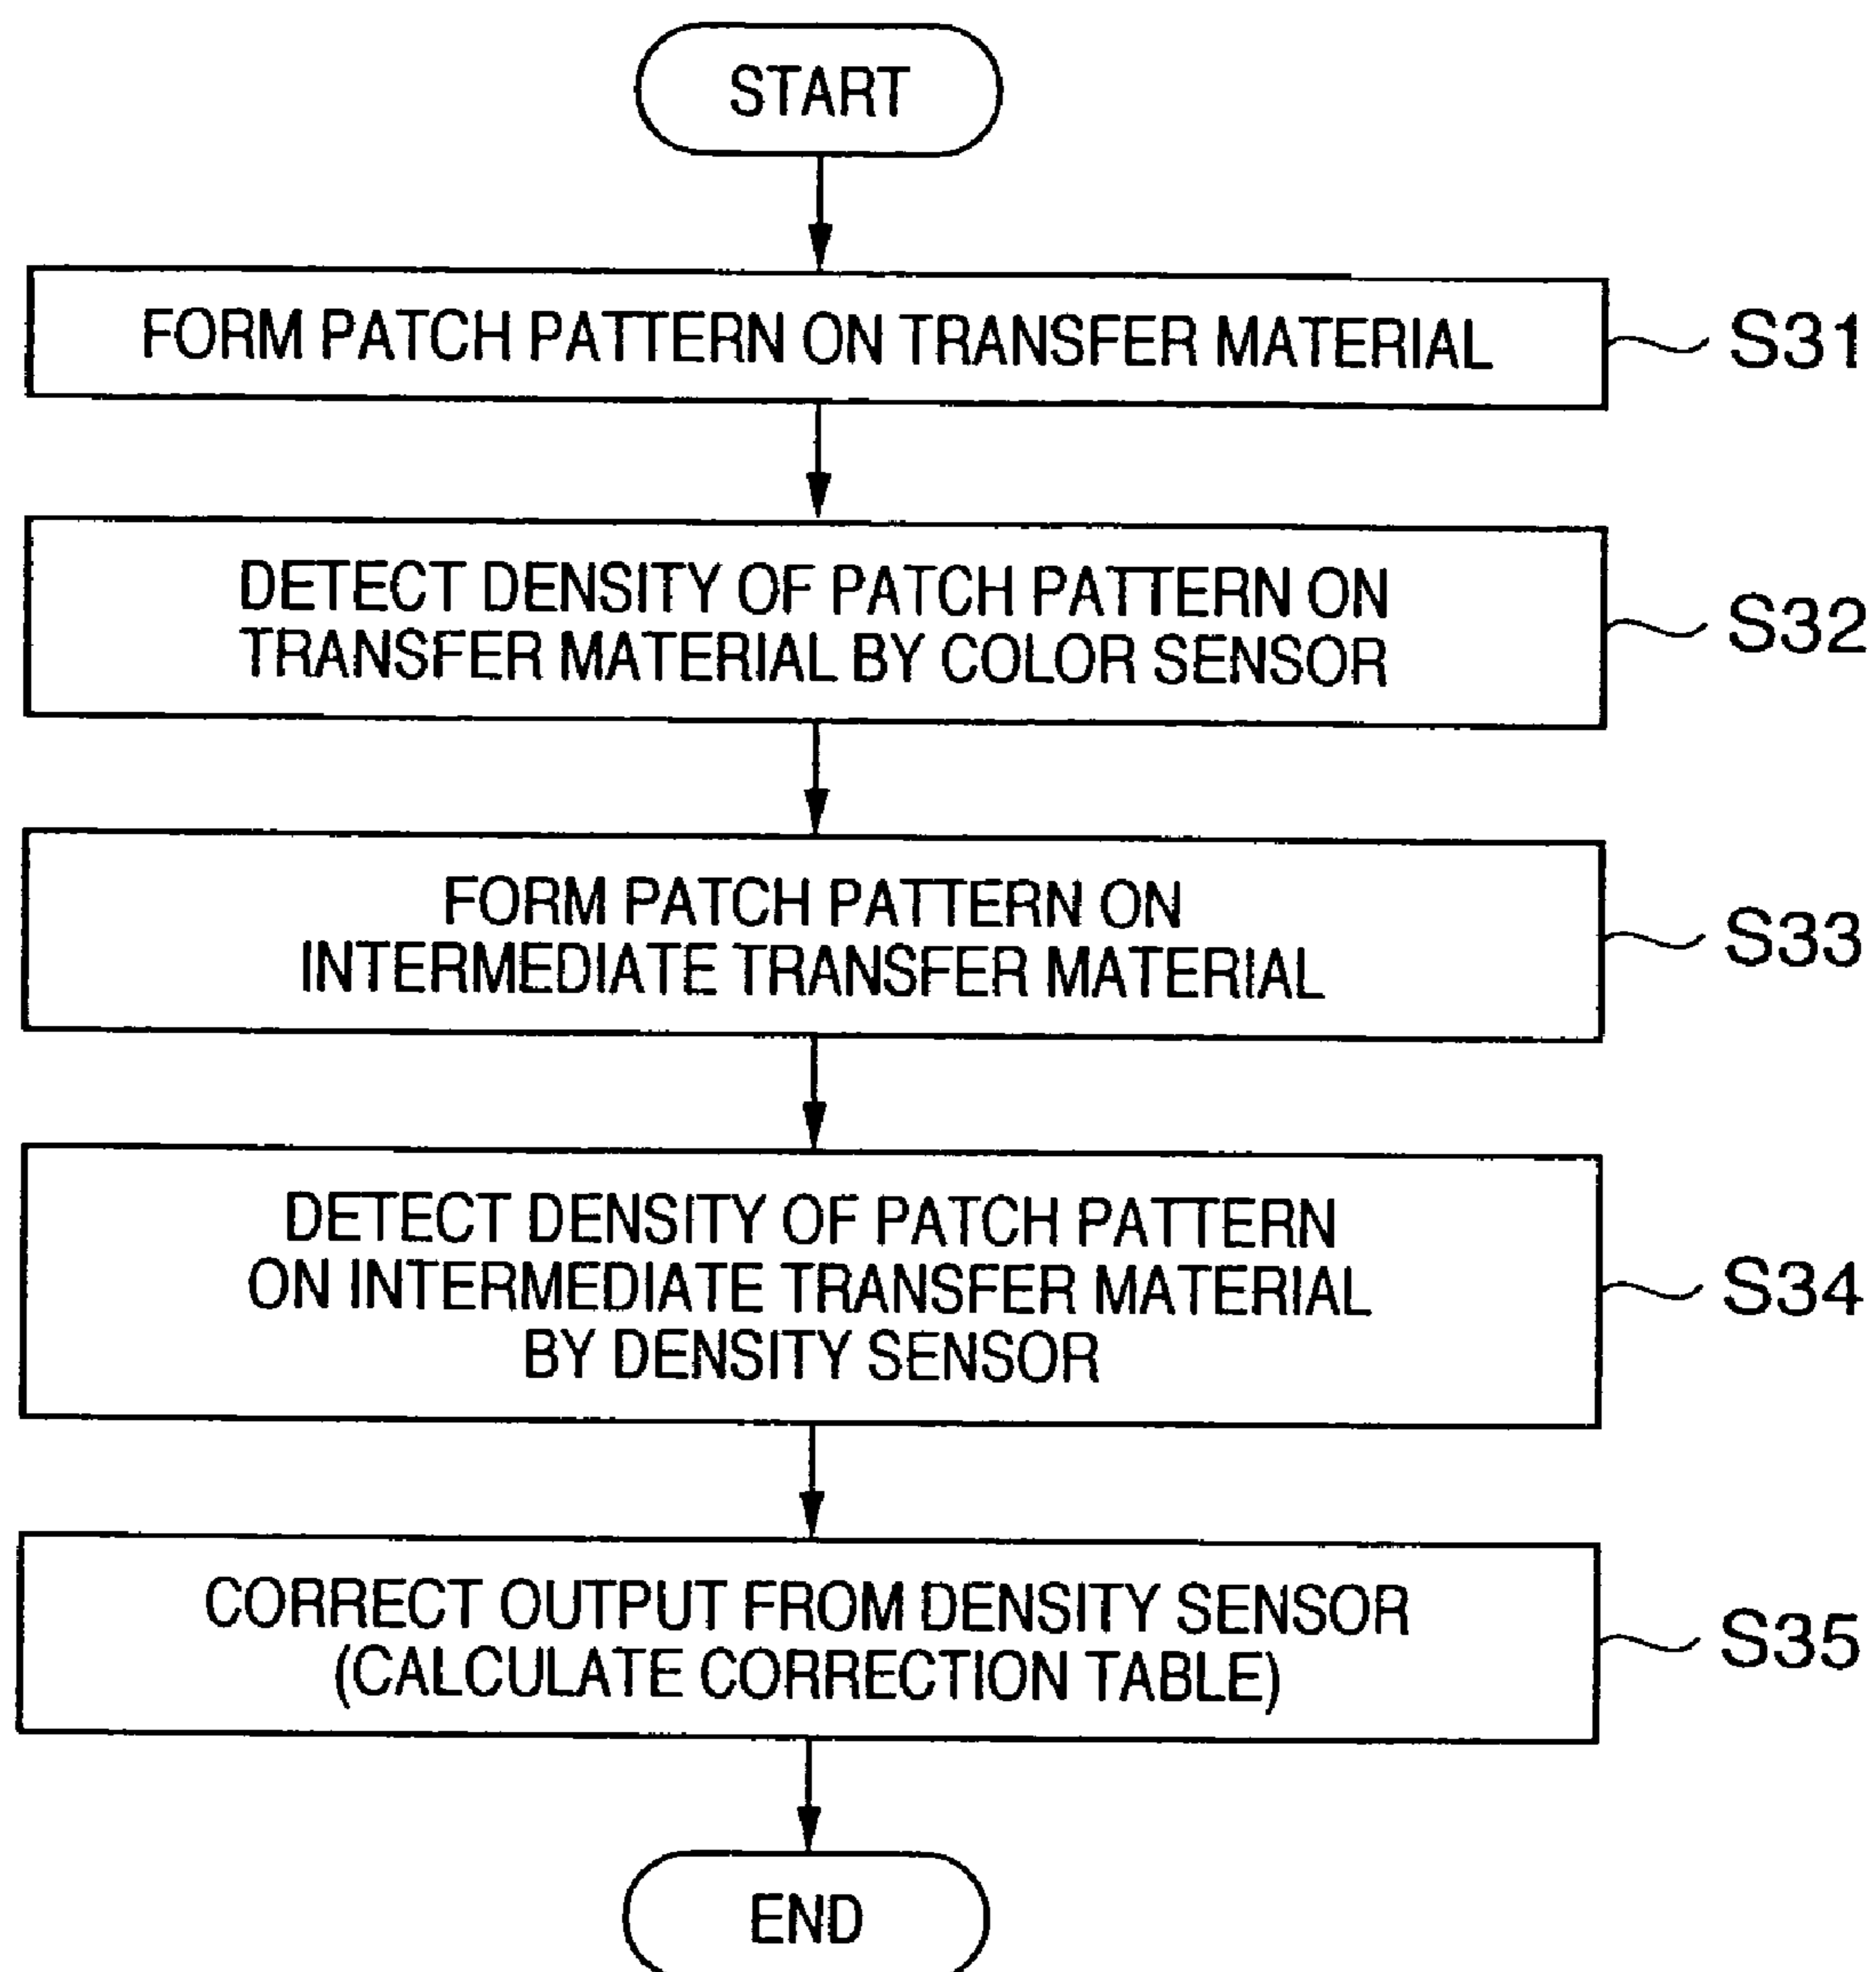 START
FORM PATCH PATTERN ON TRANSFER MATERIAL
S31
DETECT DENSITY OF PATCH PATTERN ON
TRANSFER MATERIAL BY COLOR SENSOR
S32
FORM PATCH PATTERN ON
INTERMEDIATE TRANSFER MATERIAL
S33
DETECT DENSITY OF PATCH PATTERN
ON INTERMEDIATE TRANSFER MATERIAL
BY DENSITY SENSOR
S34
CORRECT OUTPUT FROM DENSITY SENSOR
(CALCULATE CORRECTION TABLE)
S35
END